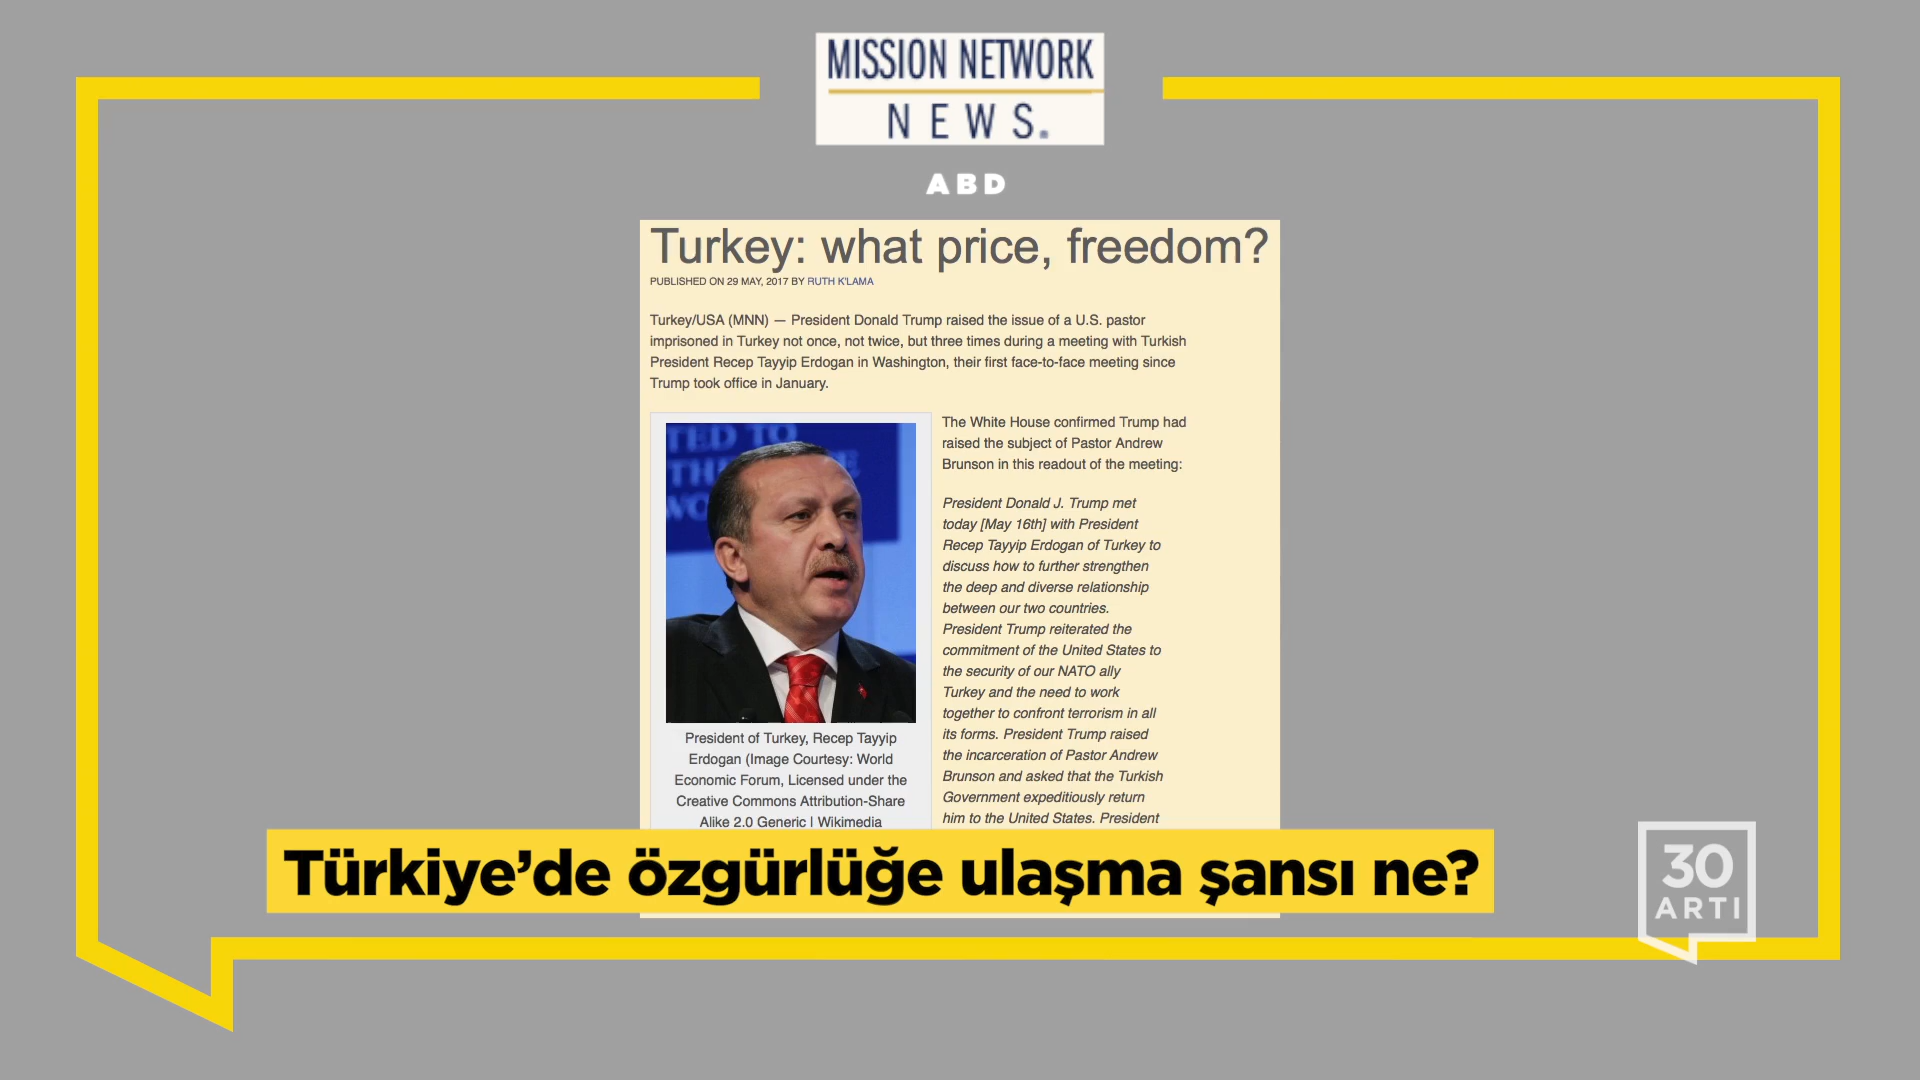 MISSION NETWORK
NEWS®
ABD
Turkey: what price, freedom?
PUBLISHED ON 29 MAY, 2017 BY RUTH K'LAMA
Turkey/USA (MNN) — President Donald Trump raised the issue of a U.S. pastor
imprisoned in Turkey not once, not twice, but three times during a meeting with Turkish
President Recep Tayyip Erdogan in Washington, their first face-to-face meeting since
Trump took office in January.
TED TO
TH
WO
President of Turkey, Recep Tayyip
Erdogan (Image Courtesy: World
Economic Forum, Licensed under the
Creative Commons Attribution-Share
Alike 2.0 Generic | Wikimedia
The White House confirmed Trump had
raised the subject of Pastor Andrew
Brunson in this readout of the meeting:
President Donald J. Trump met
today [May 16th] with President
Recep Tayyip Erdogan of Turkey to
discuss how to further strengthen
the deep and diverse relationship
between our two countries.
President Trump reiterated the
commitment of the United States to
the security of our NATO ally
Turkey and the need to work
together to confront terrorism in all
its forms. President Trump raised
the incarceration of Pastor Andrew
Brunson and asked that the Turkish
Government expeditiously return
him to the United States. President
Türkiye’de özgürlüğe ulaşma şansı ne?
30
ARTI